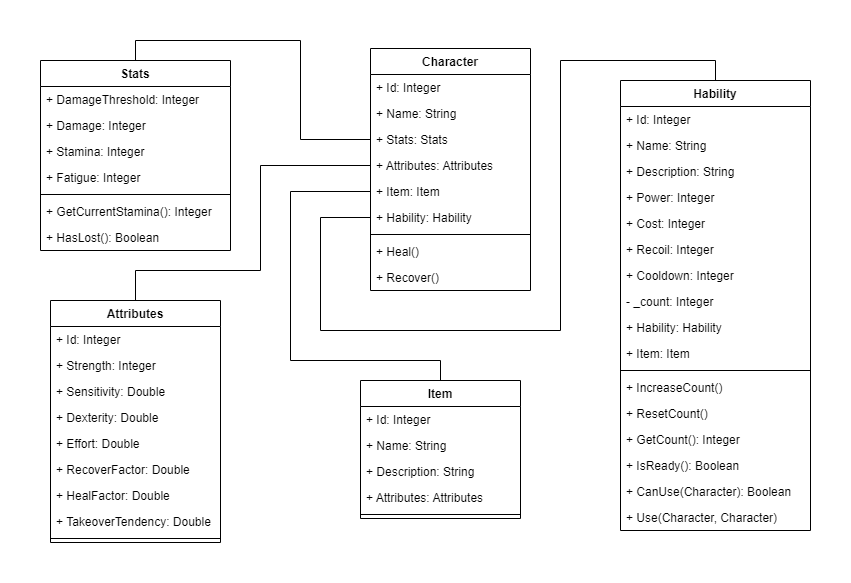 Stats
+ DamageThreshold: Integer
+ Damage: Integer
+ Stamina: Integer
+ Fatigue: Integer
+ GetCurrentStamina(): Integer
+ HasLost(): Boolean
Character
+ Id: Integer
+ Name: String
+ Stats: Stats
+ Attributes: Attributes
+ Item: Item
+ Hability: Hability
+ Heal()
+ Recover()
Hability
+ Id: Integer
+ Name: String
+ Description: String
+ Power: Integer
+ Cost: Integer
+ Recoil: Integer
+ Cooldown: Integer
- _count: Integer
+ Hability: Hability
+ Item: Item
+ IncreaseCount()
+ ResetCount()
+ GetCount(): Integer
+ IsReady(): Boolean
+ CanUse(Character): Boolean
+ Use(Character, Character)
Attributes
+ Id: Integer
+ Strength: Integer
+ Sensitivity: Double
+ Dexterity: Double
+ Effort: Double
+ RecoverFactor: Double
+ HealFactor: Double
+ TakeoverTendency: Double
Item
+ Id: Integer
+ Name: String
+ Description: String
+ Attributes: Attributes